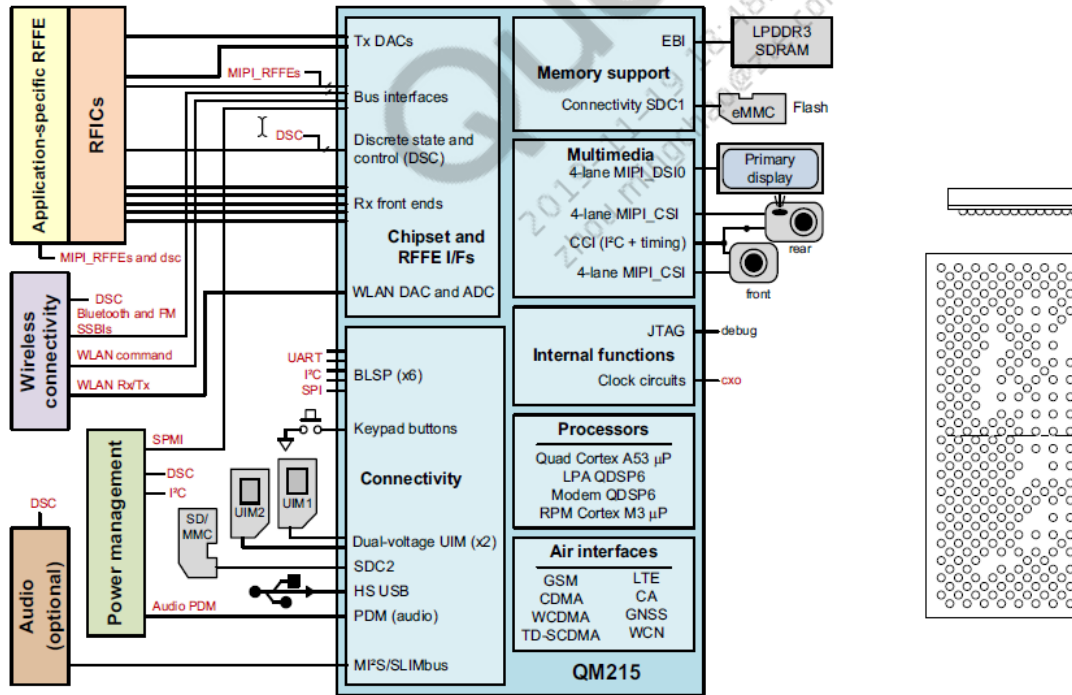 Application-specific RFFE
RFICs
MIPI_RFFEs
DSC
MIPI_RFFEs and dsc
Wireless
connectivity
DSC
Bluetooth and FM
SSBIs
WLAN command
WLAN Rx/Tx
Power management
SPMI
DSC
I²C
Audio PDM
DSC
Audio
(optional)
Tx DACs
Bus interfaces
Discrete state and
control (DSC)
Rx front ends
Chipset and
RFFE I/Fs
WLAN DAC and ADC
UART
I²C
SPI
BLSP (x6)
Keypad buttons
Connectivity
UIM2
UIM1
SD/
MMC
Dual-voltage UIM (x2)
SDC2
HS USB
PDM (audio)
MI²S/SLIMbus
EBI
Memory support
Connectivity SDC1
LPDDR3
SDRAM
eMMC
Flash
Multimedia
4-lane MIPI_DSI0
4-lane MIPI_CSI
CCI (I²C + timing)
4-lane MIPI_CSI
Primary
display
rear
front
JTAG
debug
Internal functions
Clock circuits
cxo
Processors
Quad Cortex A53 µP
LPA QDSP6
Modem QDSP6
RPM Cortex M3 µP
Air interfaces
GSM LTE
CDMA CA
WCDMA GNSS
TD-SCDMA WCN
QM215